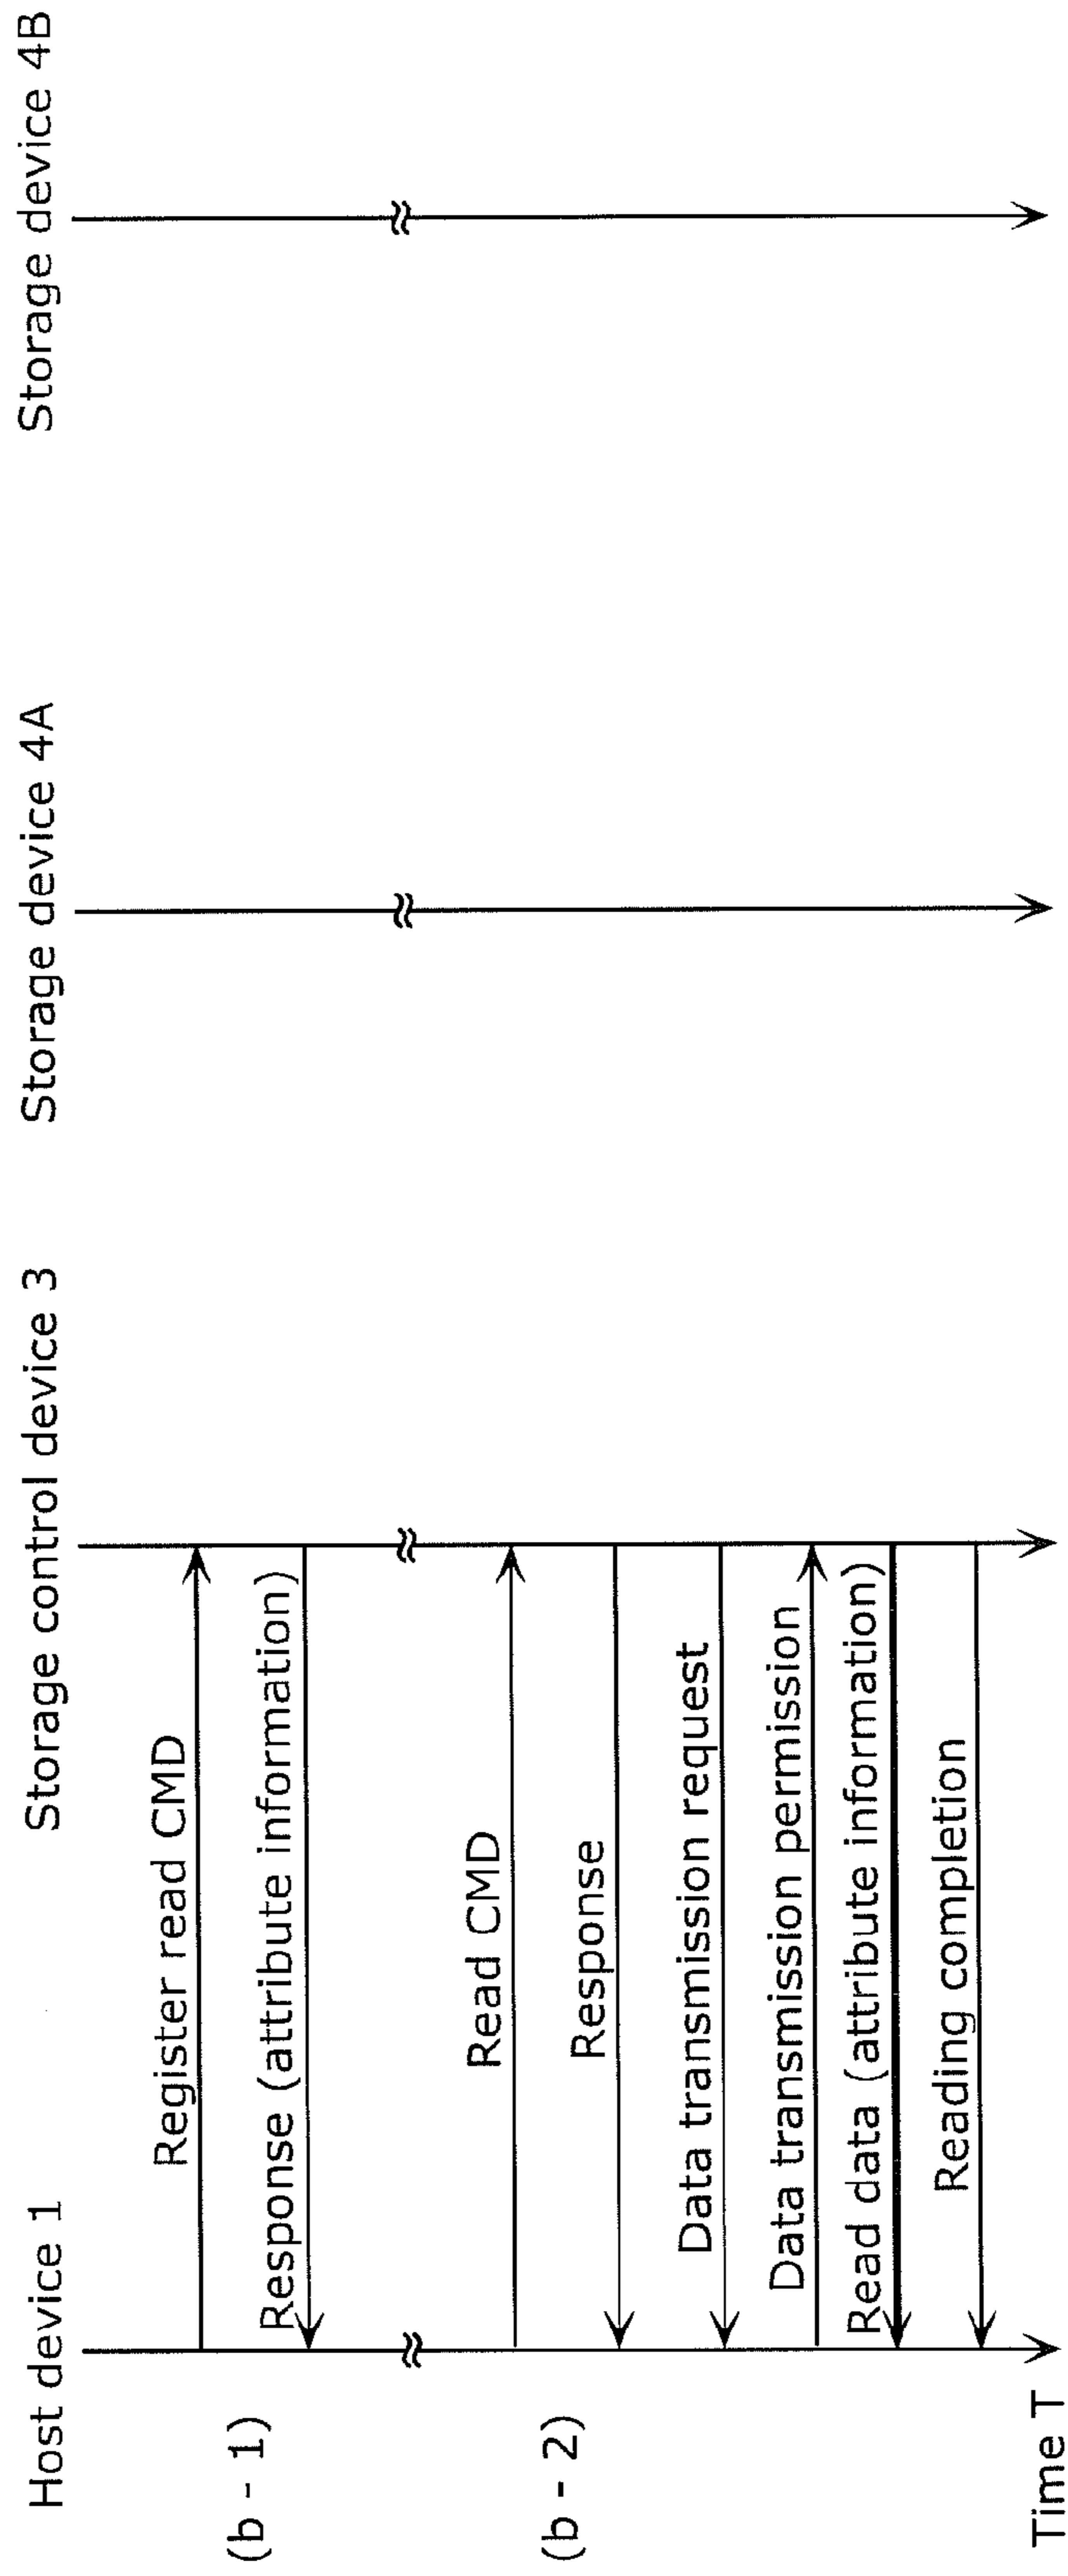 Host device 1
Storage control device 3
Storage device 4A
Storage device 4B
(b - 1)
Register read CMD
Response (attribute information)
(b - 2)
Read CMD
Response
Data transmission request
Data transmission permission
Read data (attribute information)
Reading completion
Time T